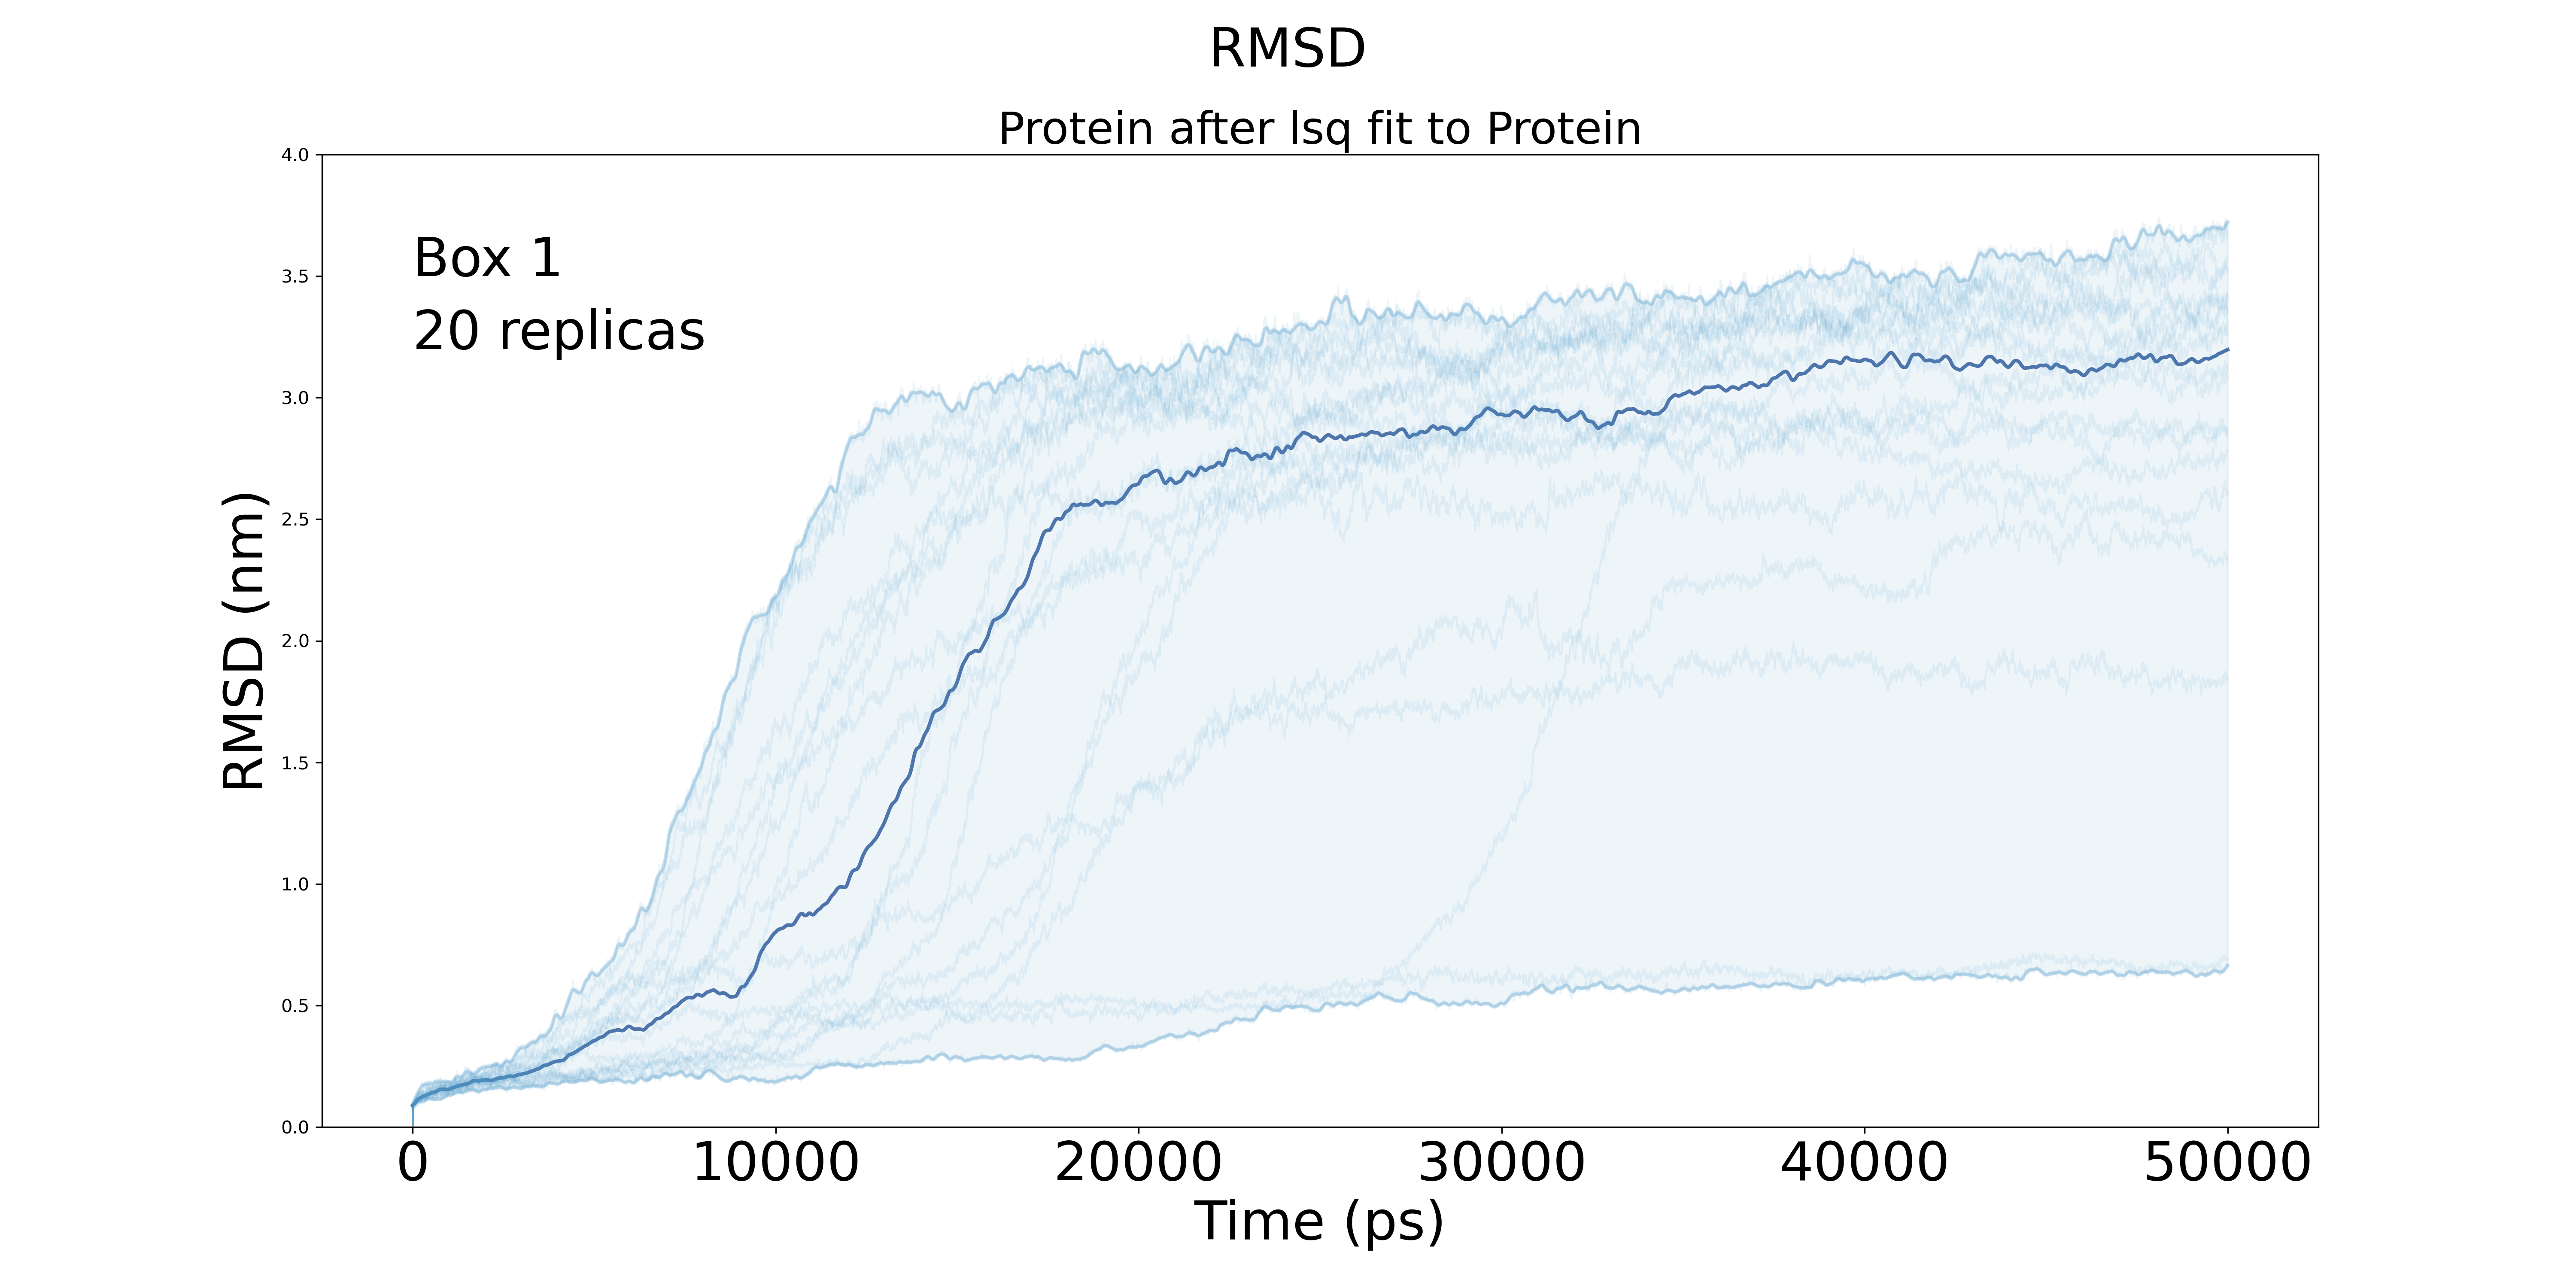 RMSD
Protein after lsq fit to Protein
4.0
3.5
3.0
2.5
2.0
1.5
1.0
0.5
0.0
RMSD (nm)
Box 1
20 replicas
0 10000 20000 30000 40000 50000
Time (ps)